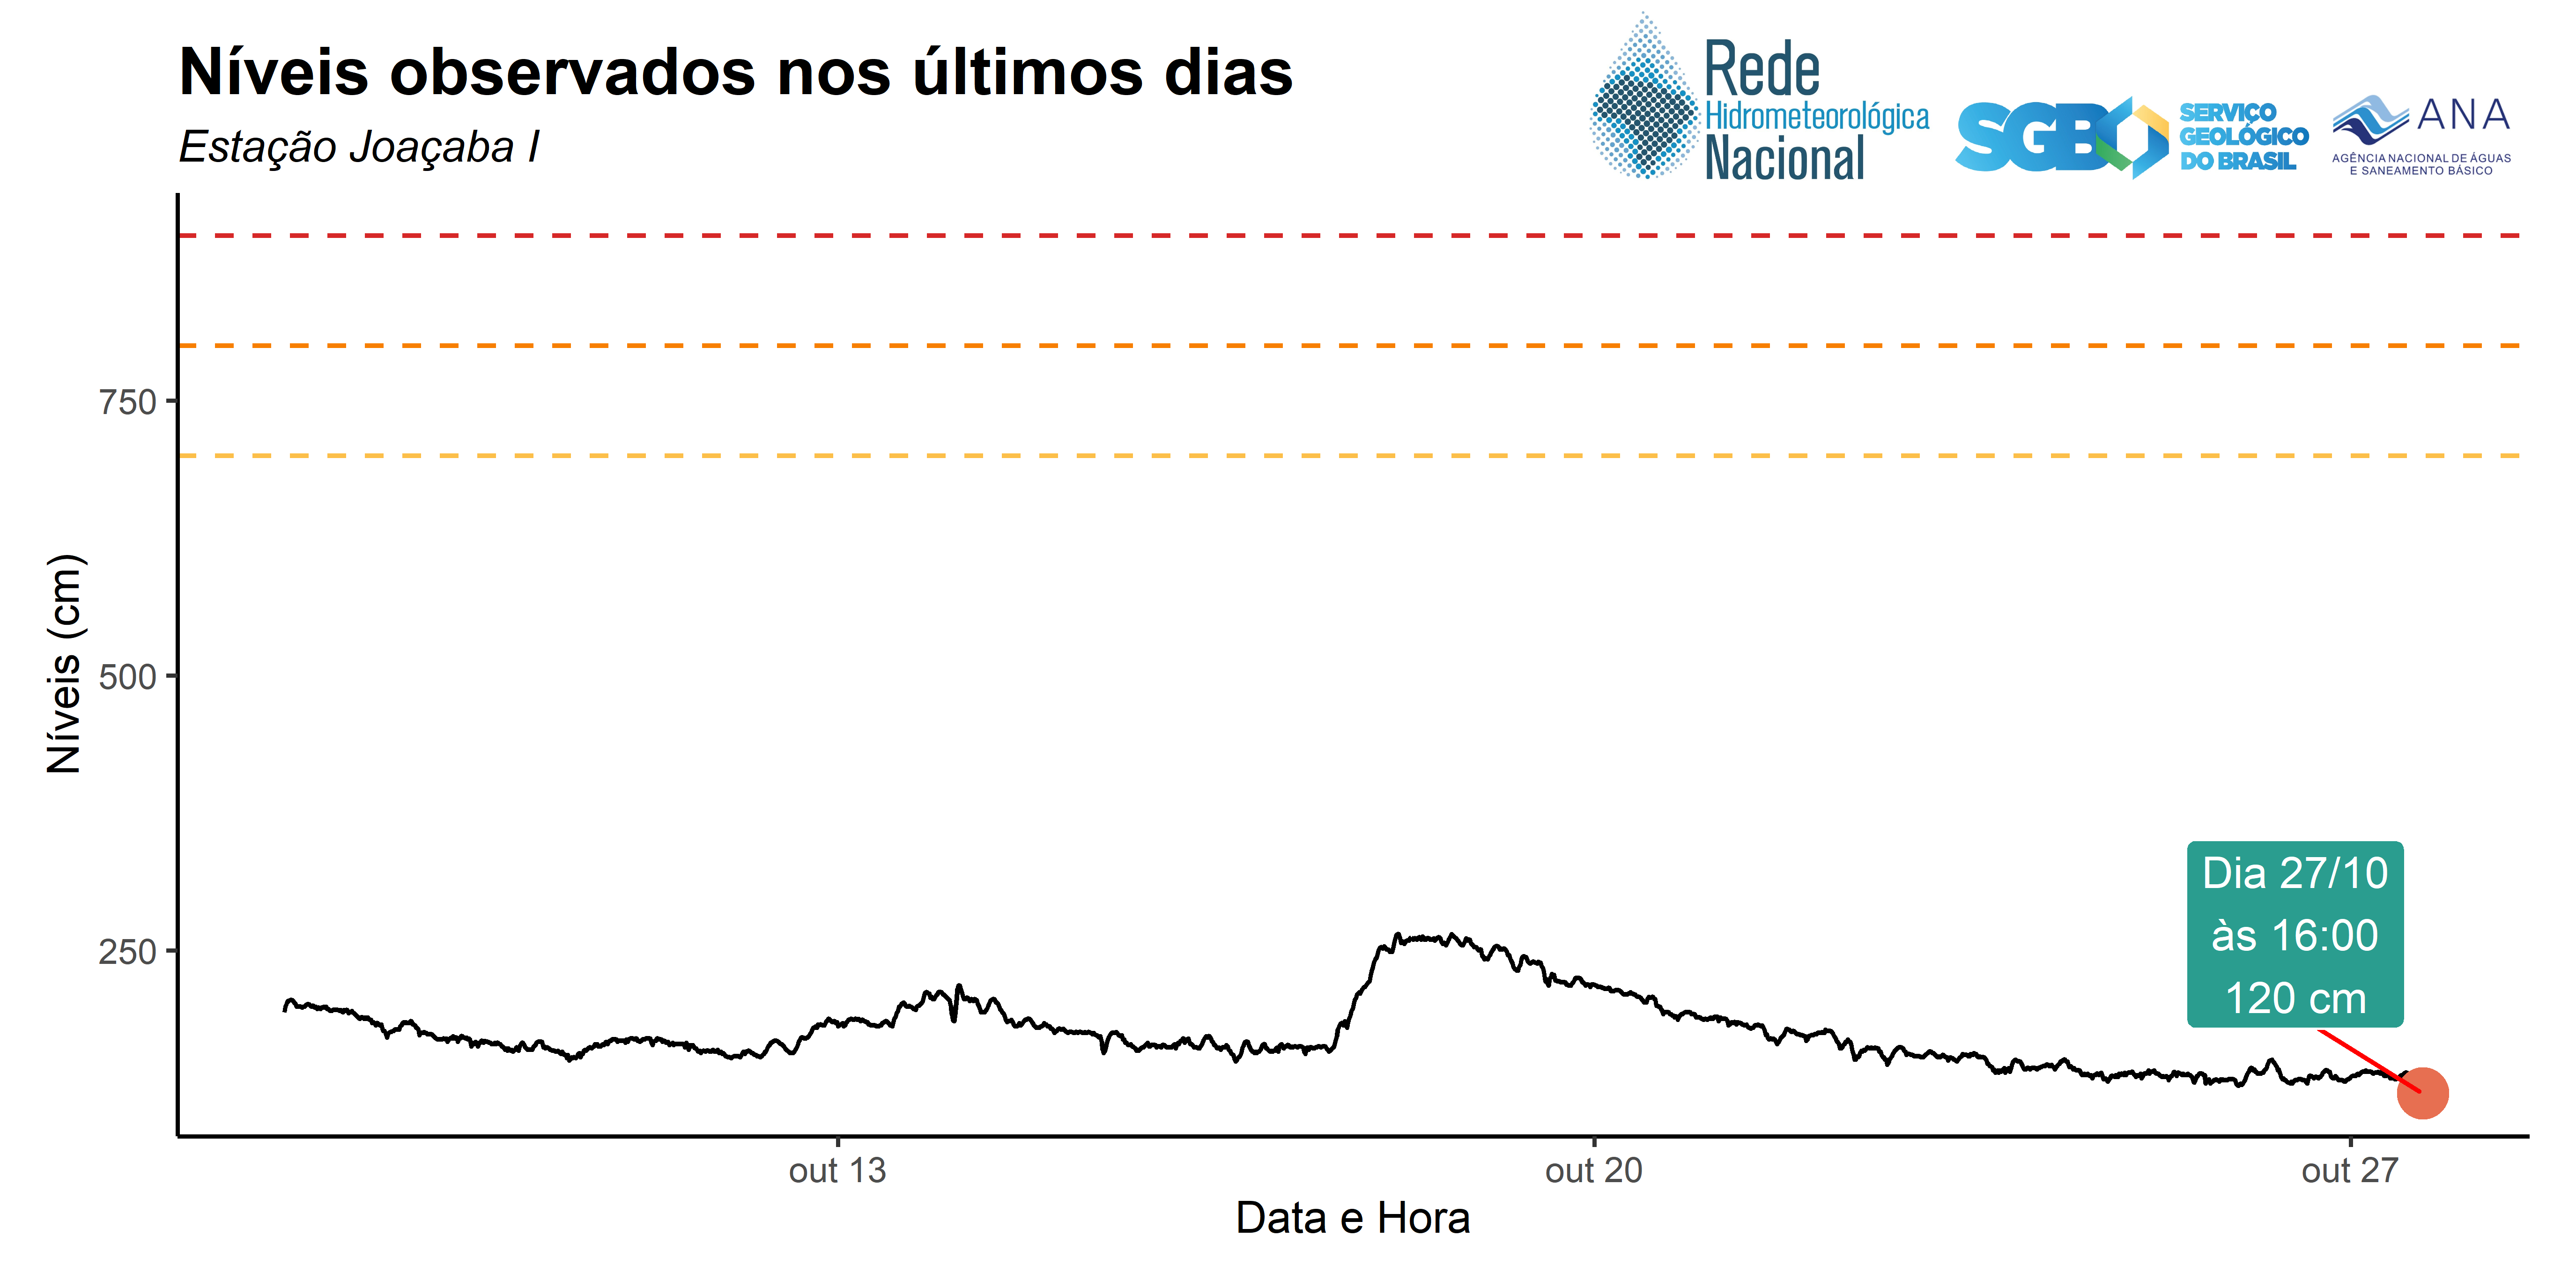 Níveis observados nos últimos dias
Estação Joaçaba I
Rede
Hidrometeorológica
Nacional
SGB
SERVIÇO
GEOLÓGICO
DO BRASIL
ANA
AGÊNCIA NACIONAL DE ÁGUAS
E SANEAMENTO BÁSICO
Níveis (cm)
750
500
250
Dia 27/10
às 16:00
120 cm
out 13
out 20
out 27
Data e Hora